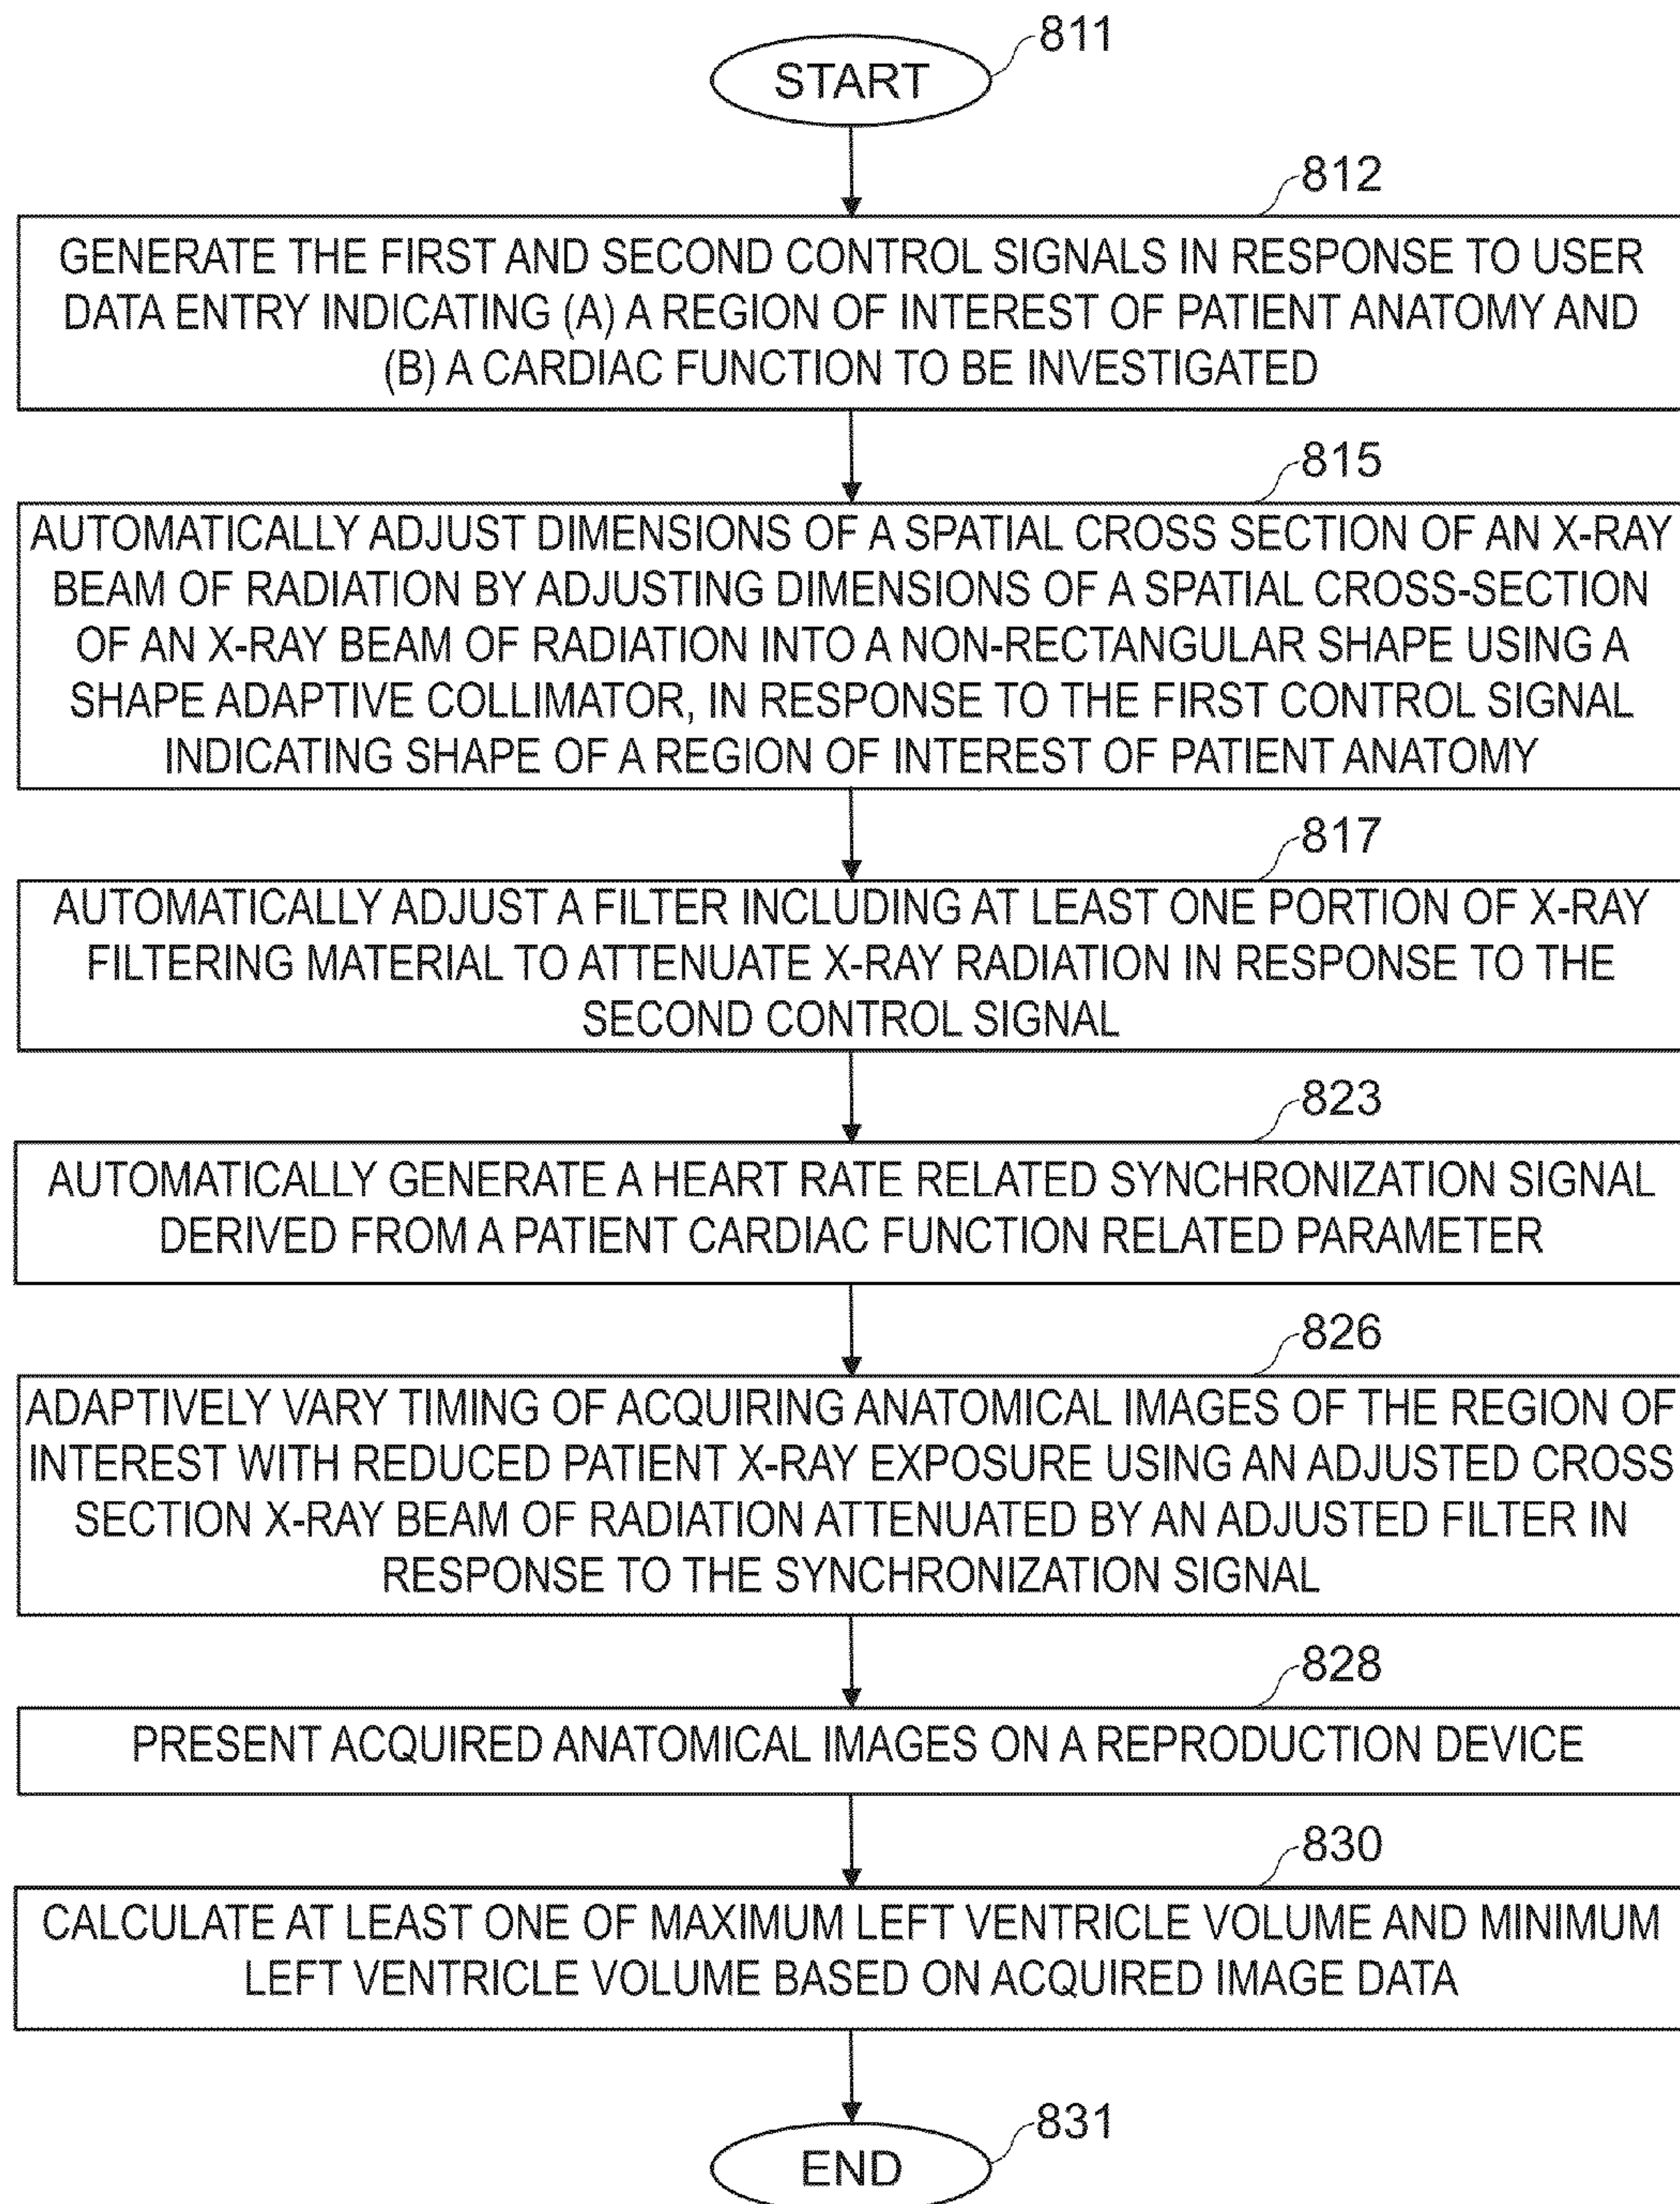 811
START
812
GENERATE THE FIRST AND SECOND CONTROL SIGNALS IN RESPONSE TO USER
DATA ENTRY INDICATING (A) A REGION OF INTEREST OF PATIENT ANATOMY AND
(B) A CARDIAC FUNCTION TO BE INVESTIGATED
815
AUTOMATICALLY ADJUST DIMENSIONS OF A SPATIAL CROSS SECTION OF AN X-RAY
BEAM OF RADIATION BY ADJUSTING DIMENSIONS OF A SPATIAL CROSS-SECTION
OF AN X-RAY BEAM OF RADIATION INTO A NON-RECTANGULAR SHAPE USING A
SHAPE ADAPTIVE COLLIMATOR, IN RESPONSE TO THE FIRST CONTROL SIGNAL
INDICATING SHAPE OF A REGION OF INTEREST OF PATIENT ANATOMY
817
AUTOMATICALLY ADJUST A FILTER INCLUDING AT LEAST ONE PORTION OF X-RAY
FILTERING MATERIAL TO ATTENUATE X-RAY RADIATION IN RESPONSE TO THE
SECOND CONTROL SIGNAL
823
AUTOMATICALLY GENERATE A HEART RATE RELATED SYNCHRONIZATION SIGNAL
DERIVED FROM A PATIENT CARDIAC FUNCTION RELATED PARAMETER
826
ADAPTIVELY VARY TIMING OF ACQUIRING ANATOMICAL IMAGES OF THE REGION OF
INTEREST WITH REDUCED PATIENT X-RAY EXPOSURE USING AN ADJUSTED CROSS
SECTION X-RAY BEAM OF RADIATION ATTENUATED BY AN ADJUSTED FILTER IN
RESPONSE TO THE SYNCHRONIZATION SIGNAL
828
PRESENT ACQUIRED ANATOMICAL IMAGES ON A REPRODUCTION DEVICE
830
CALCULATE AT LEAST ONE OF MAXIMUM LEFT VENTRICLE VOLUME AND MINIMUM
LEFT VENTRICLE VOLUME BASED ON ACQUIRED IMAGE DATA
831
END